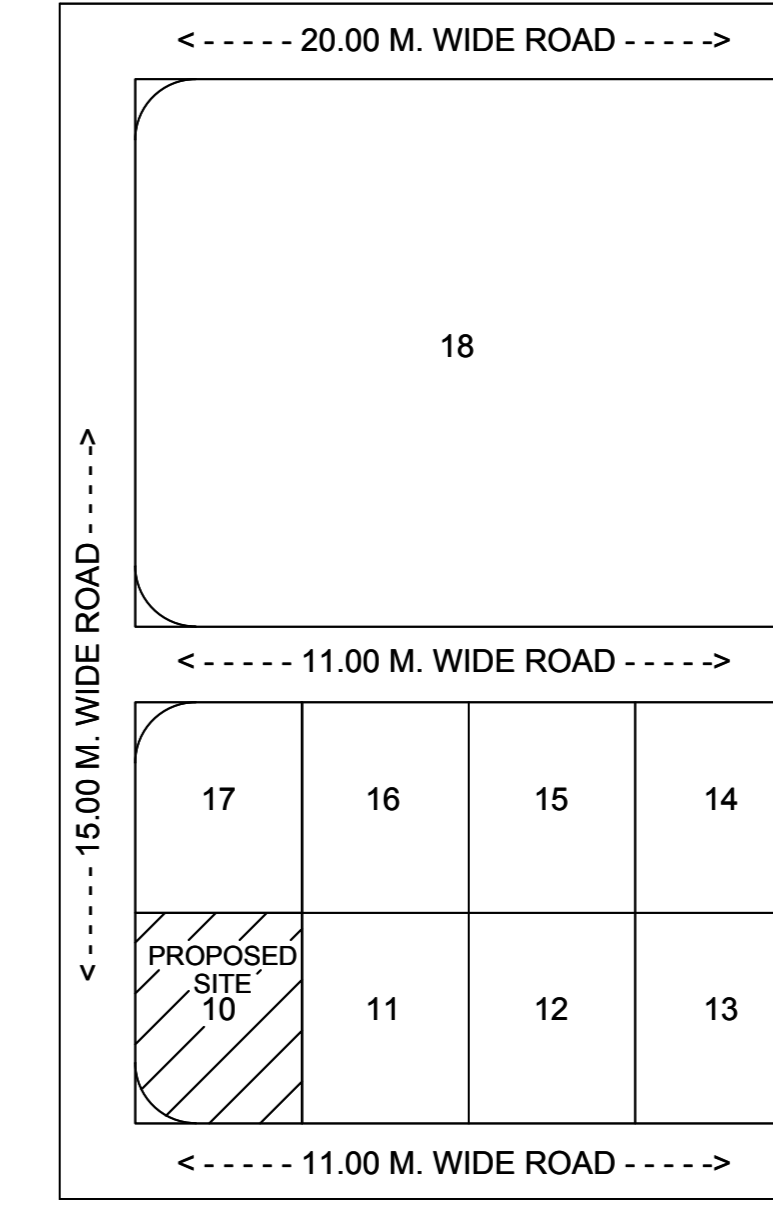 < - - - - - 20.00 M. WIDE ROAD - - - - ->
18
< - - - - - 15.00 M. WIDE ROAD - - - - ->
< - - - - - 11.00 M. WIDE ROAD - - - - ->
17 16 15 14
PROPOSED
SITE
10 11 12 13
< - - - - - 11.00 M. WIDE ROAD - - - - ->